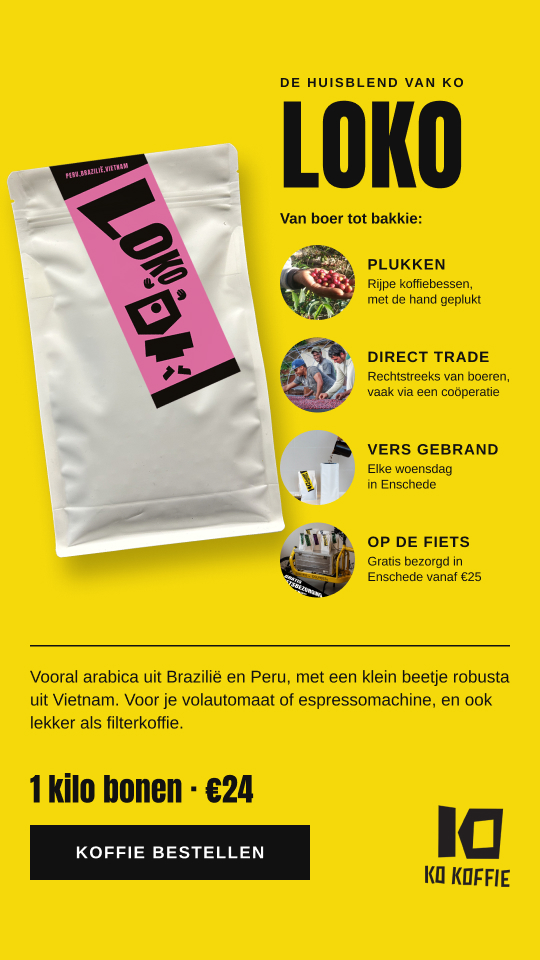 DE HUISBLEND VAN KO
LOKO
PERU,BRAZILIË,VIETNAM
LOKO
Van boer tot bakkie:
PLUKKEN
Rijpe koffiebessen,
met de hand geplukt
DIRECT TRADE
Rechtstreeks van boeren,
vaak via een coöperatie
VERS GEBRAND
Elke woensdag
in Enschede
OP DE FIETS
Gratis bezorgd in
Enschede vanaf €25
Vooral arabica uit Brazilië en Peru, met een klein beetje robusta
uit Vietnam. Voor je volautomaat of espressomachine, en ook
lekker als filterkoffie.
1 kilo bonen · €24
KOFFIE BESTELLEN
KO
KO KOFFIE